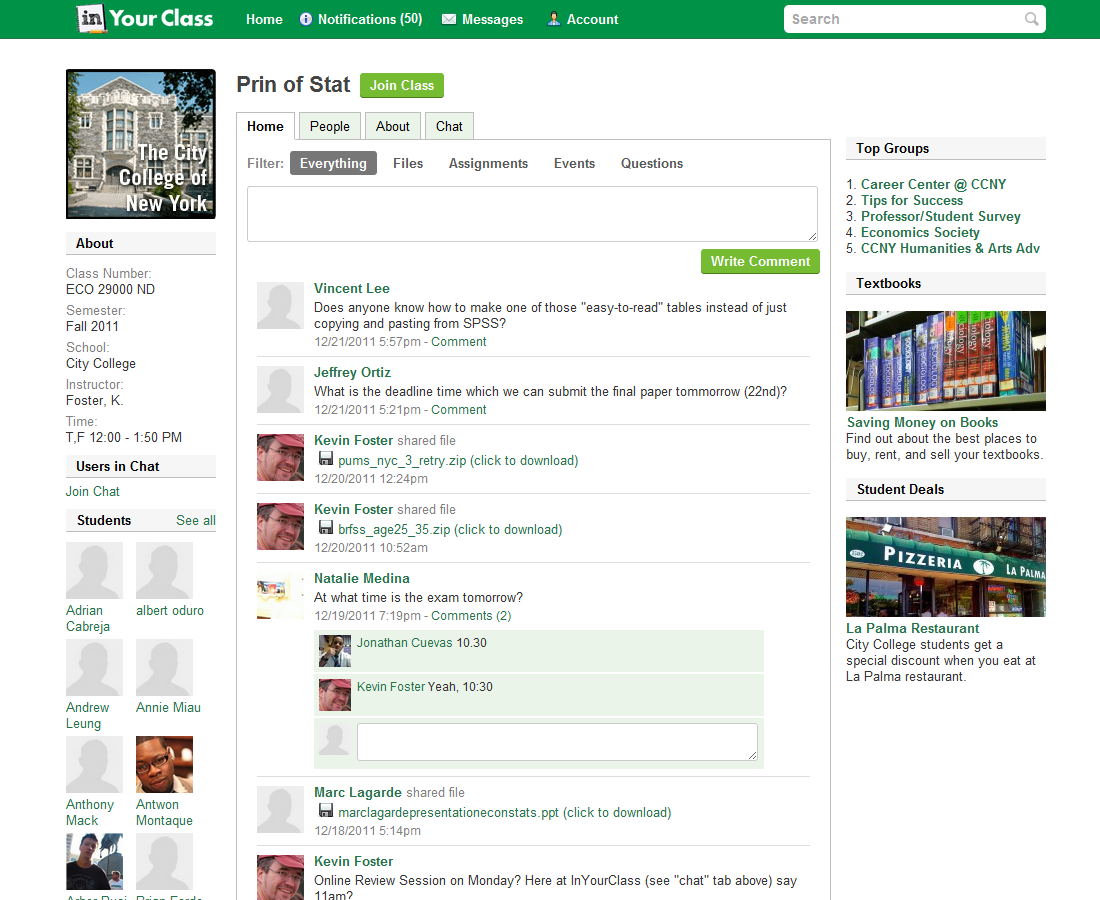 in Your Class
Home Notifications (50) Messages Account
Search
The City
College of
New York
About
Class Number:
ECO 29000 ND
Semester:
Fall 2011
School:
City College
Instructor:
Foster, K.
Time:
T,F 12:00 - 1:50 PM
Users in Chat
Join Chat
Students See all
Adrian
Cabreja
albert oduro
Andrew
Leung
Annie Miau
Anthony
Mack
Antwon
Montaque
Prin of Stat Join Class
Home People About Chat
Filter: Everything Files Assignments Events Questions
Write Comment
Vincent Lee
Does anyone know how to make one of those "easy-to-read" tables instead of just
copying and pasting from SPSS?
12/21/2011 5:57pm - Comment
Jeffrey Ortiz
What is the deadline time which we can submit the final paper tommorrow (22nd)?
12/21/2011 5:21pm - Comment
Kevin Foster shared file
pums_nyc_3_retry.zip (click to download)
12/20/2011 12:24pm
Kevin Foster shared file
brfss_age25_35.zip (click to download)
12/20/2011 10:52am
Natalie Medina
At what time is the exam tomorrow?
12/19/2011 7:19pm - Comments (2)
Jonathan Cuevas 10.30
Kevin Foster Yeah, 10:30
Marc Lagarde shared file
marclagardepresentationeconstats.ppt (click to download)
12/18/2011 5:14pm
Kevin Foster
Online Review Session on Monday? Here at InYourClass (see "chat" tab above) say
11am?
Top Groups
1. Career Center @ CCNY
2. Tips for Success
3. Professor/Student Survey
4. Economics Society
5. CCNY Humanities & Arts Adv
Textbooks
Saving Money on Books
Find out about the best places to
buy, rent, and sell your textbooks.
Student Deals
PIZZERIA LA PALMA
La Palma Restaurant
City College students get a
special discount when you eat at
La Palma restaurant.